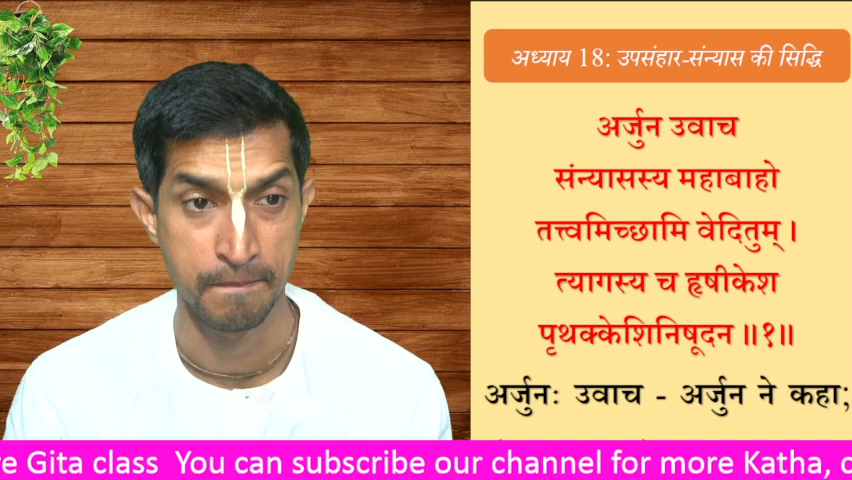 अध्याय 18: उपसंहार-संन्यास की सिद्धि
अर्जुन उवाच
संन्यासस्य महाबाहो
तत्त्वमिच्छामि वेदितुम् ।
त्यागस्य च हृषीकेश
पृथक्केशिनिषूदन ॥१॥
अर्जुनः उवाच - अर्जुन ने कहा;
Gita class You can subscribe our channel for more Katha,